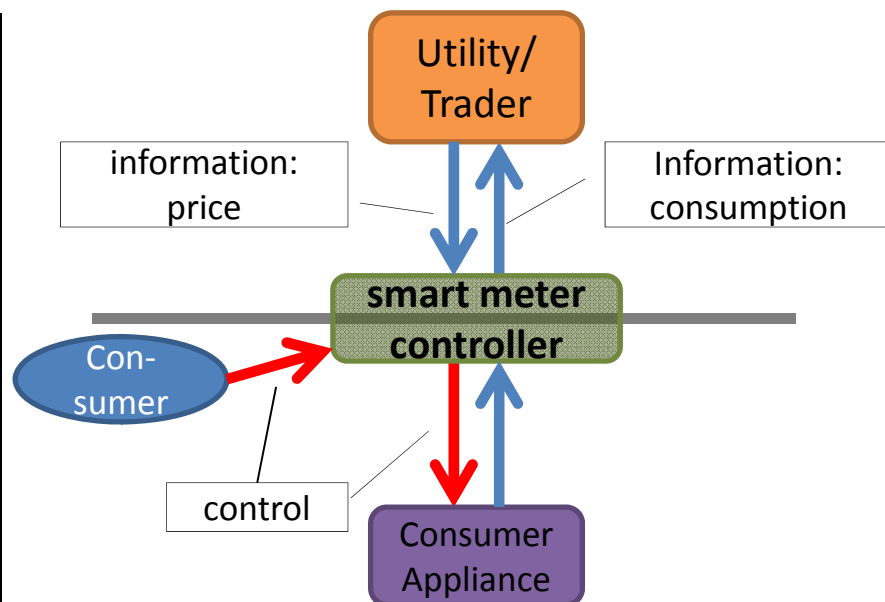 Utility/
Trader
information:
price
Information:
consumption
smart meter
controller
Con-
sumer
control
Consumer
Appliance